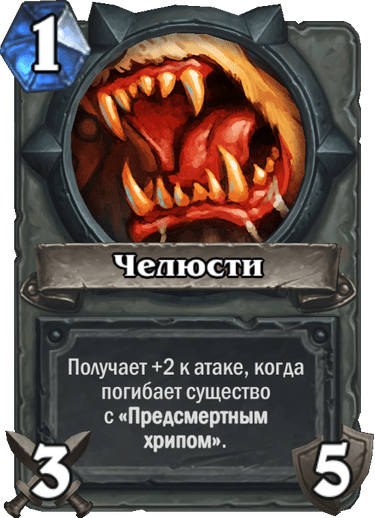 1
Челюсти
Получает +2 к атаке, когда
погибает существо
с «Предсмертным
хрипом».
3
5